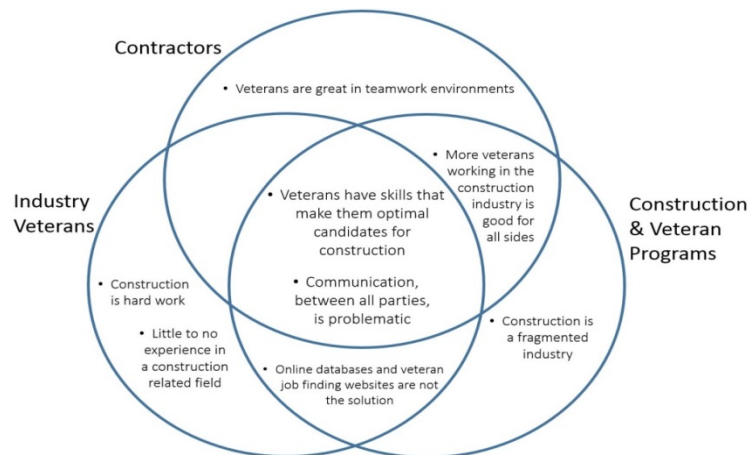 Contractors
• Veterans are great in teamwork environments
• More veterans
working in the
construction
industry is
good for
all sides
• Veterans have skills that
make them optimal
candidates for
construction
Industry
Veterans
Construction
& Veteran
Programs
• Communication,
between all parties,
is problematic
• Construction
is hard work
• Little to no
experience in
a construction
related field
• Construction is
a fragmented
industry
• Online databases and veteran
job finding websites are not
the solution